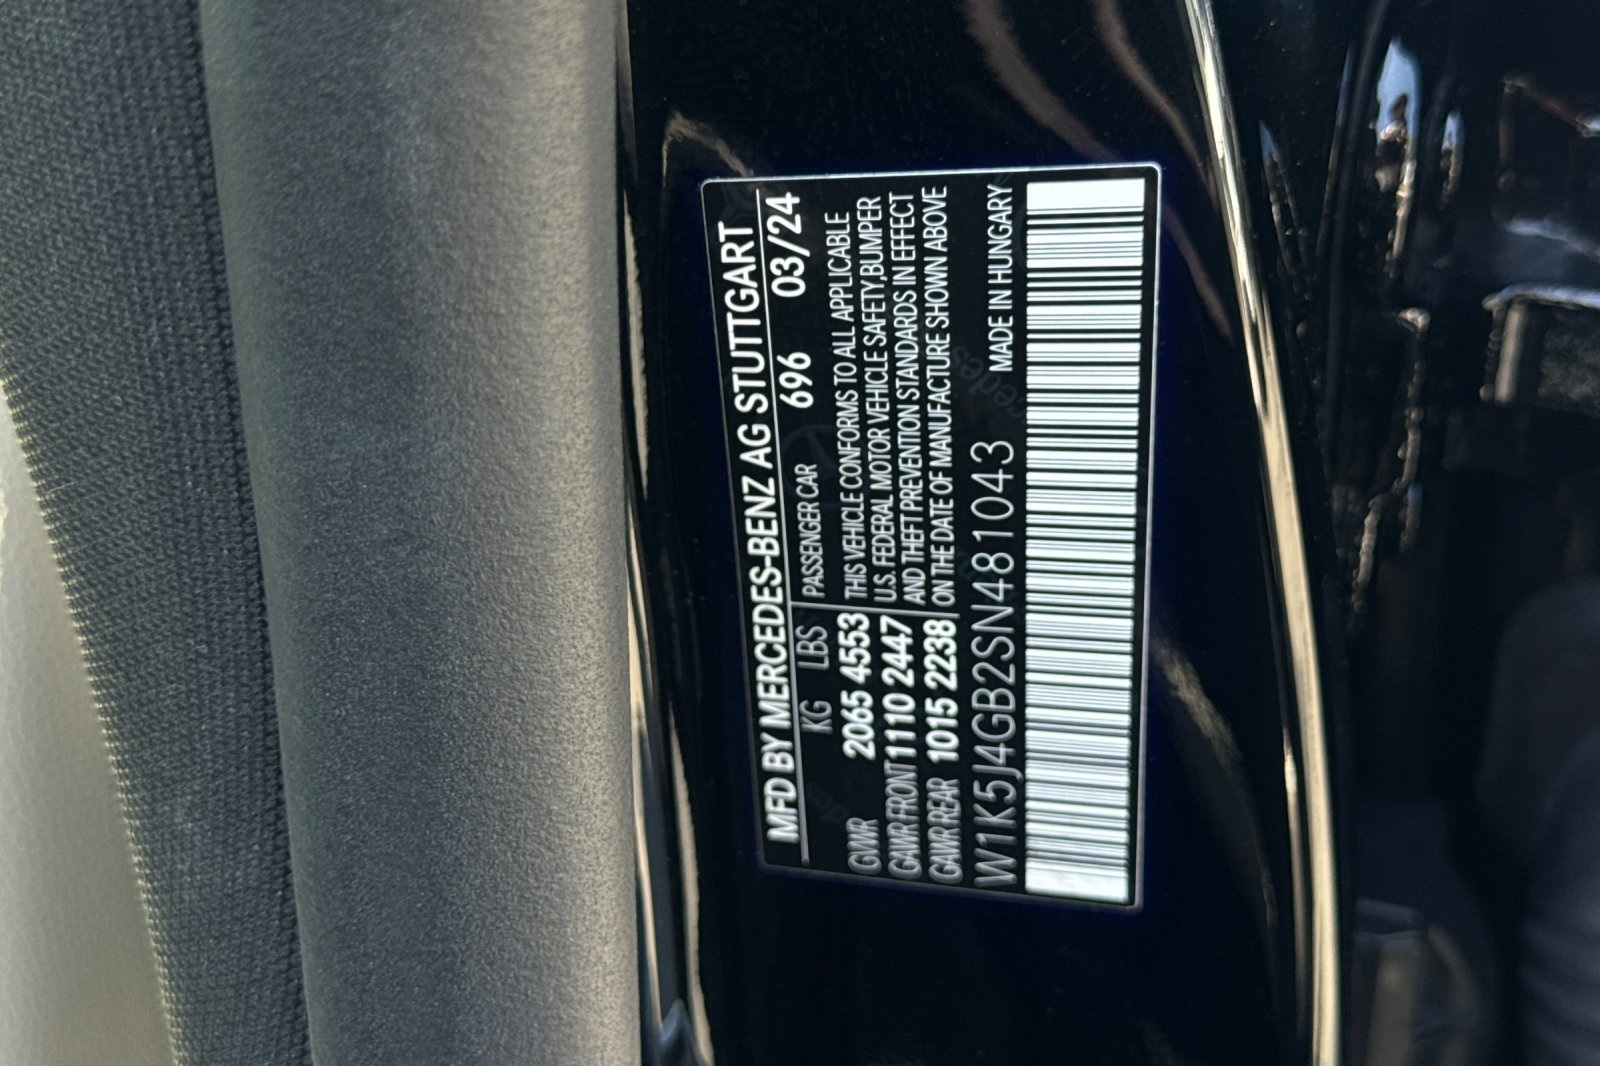 MFD BY MERCEDES-BENZ AG STUTTGART
KG LBS PASSENGER CAR 696 03/24
GVWR 2065 4553 THIS VEHICLE CONFORMS TO ALL APPLICABLE
GAWR FRONT 1110 2447 U.S. FEDERAL MOTOR VEHICLE SAFETY,BUMPER
GAWR REAR 1015 2238 AND THEFT PREVENTION STANDARDS IN EFFECT
ON THE DATE OF MANUFACTURE SHOWN ABOVE
W1K5J4GB2SN481043 MADE IN HUNGARY